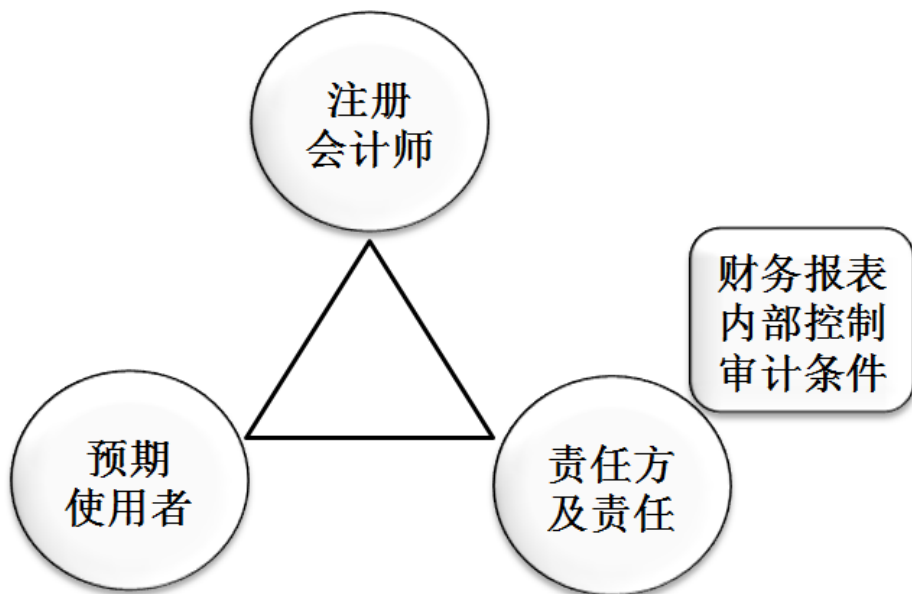 注册
会计师
财务报表
内部控制
审计条件
预期
使用者
责任方
及责任